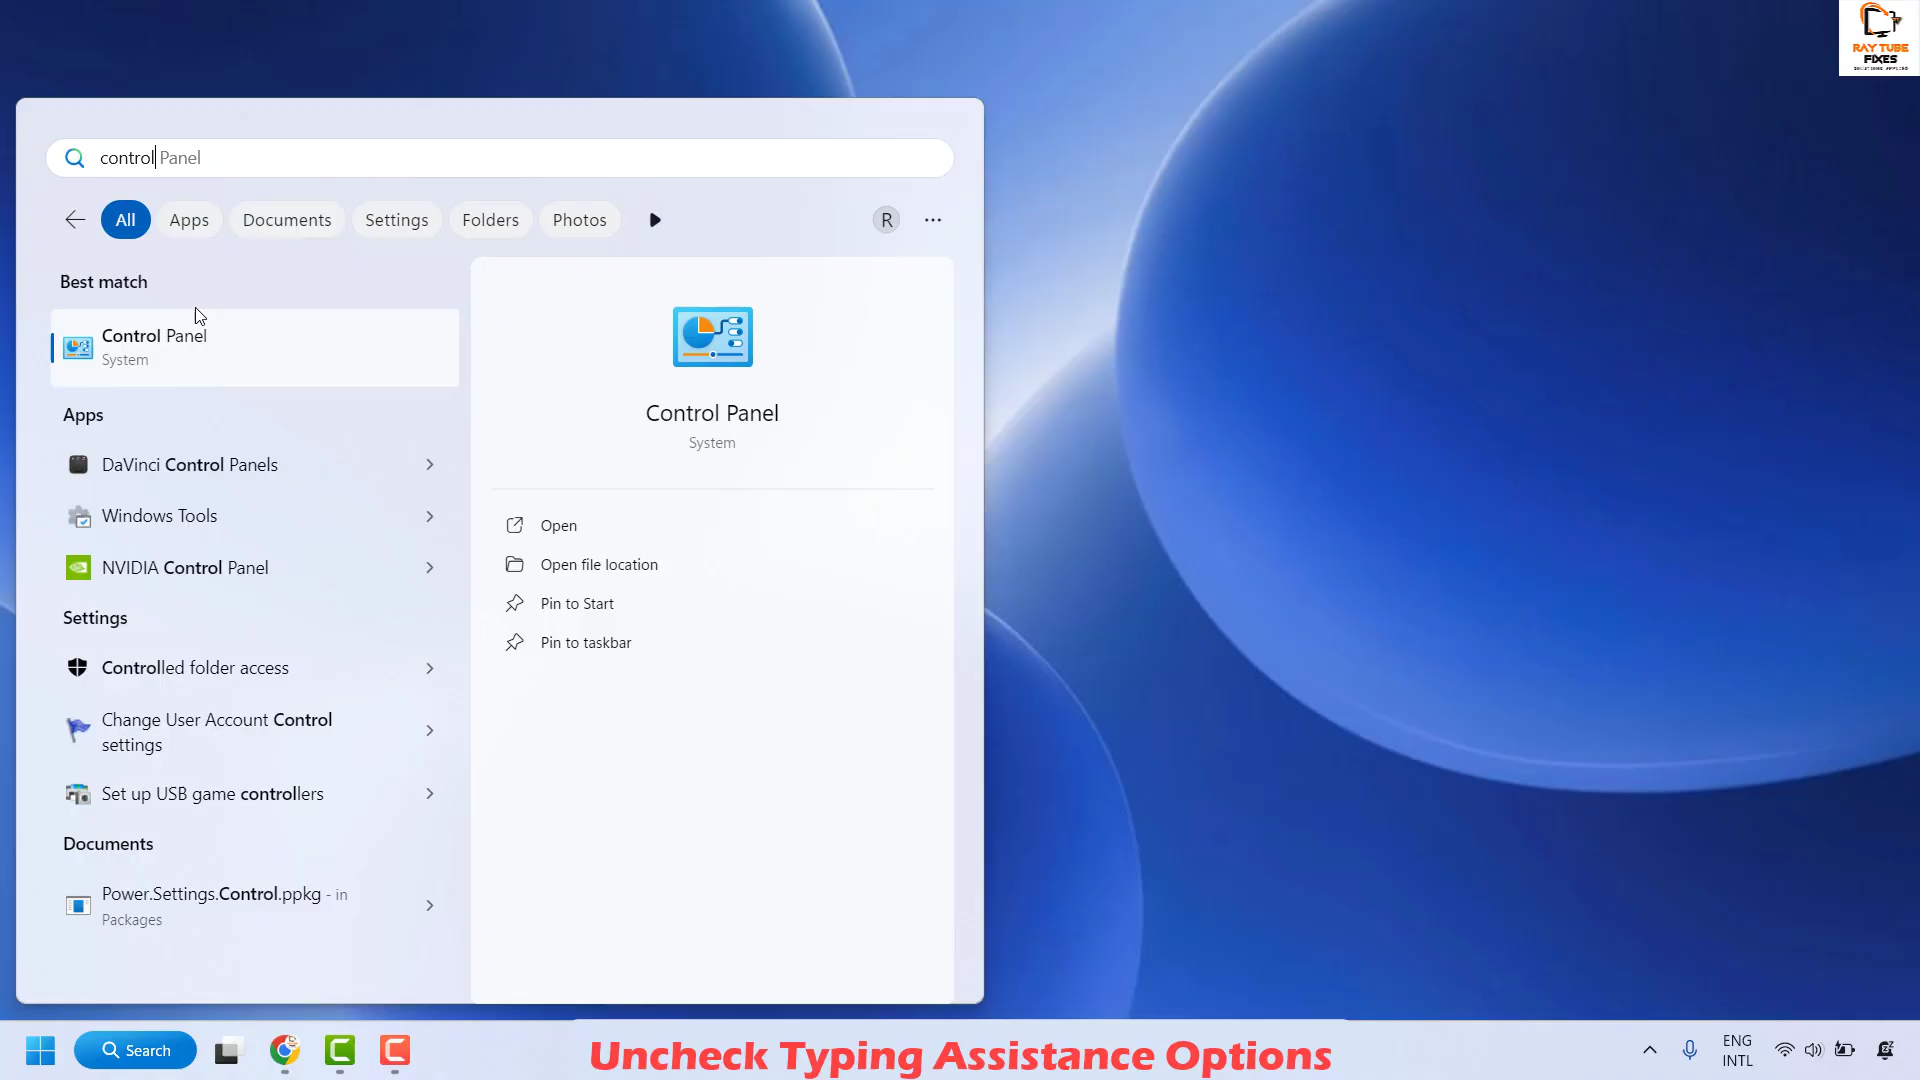 RAY TUBE
FIXES
control Panel
All
Apps
Documents
Settings
Folders
Photos
R
Best match
Control Panel
System
Apps
DaVinci Control Panels
Windows Tools
NVIDIA Control Panel
Settings
Controlled folder access
Change User Account Control
settings
Set up USB game controllers
Documents
Power.Settings.Control.ppkg - in
Packages
Control Panel
System
Open
Open file location
Pin to Start
Pin to taskbar
Search
Uncheck Typing Assistance Options
ENG
INTL